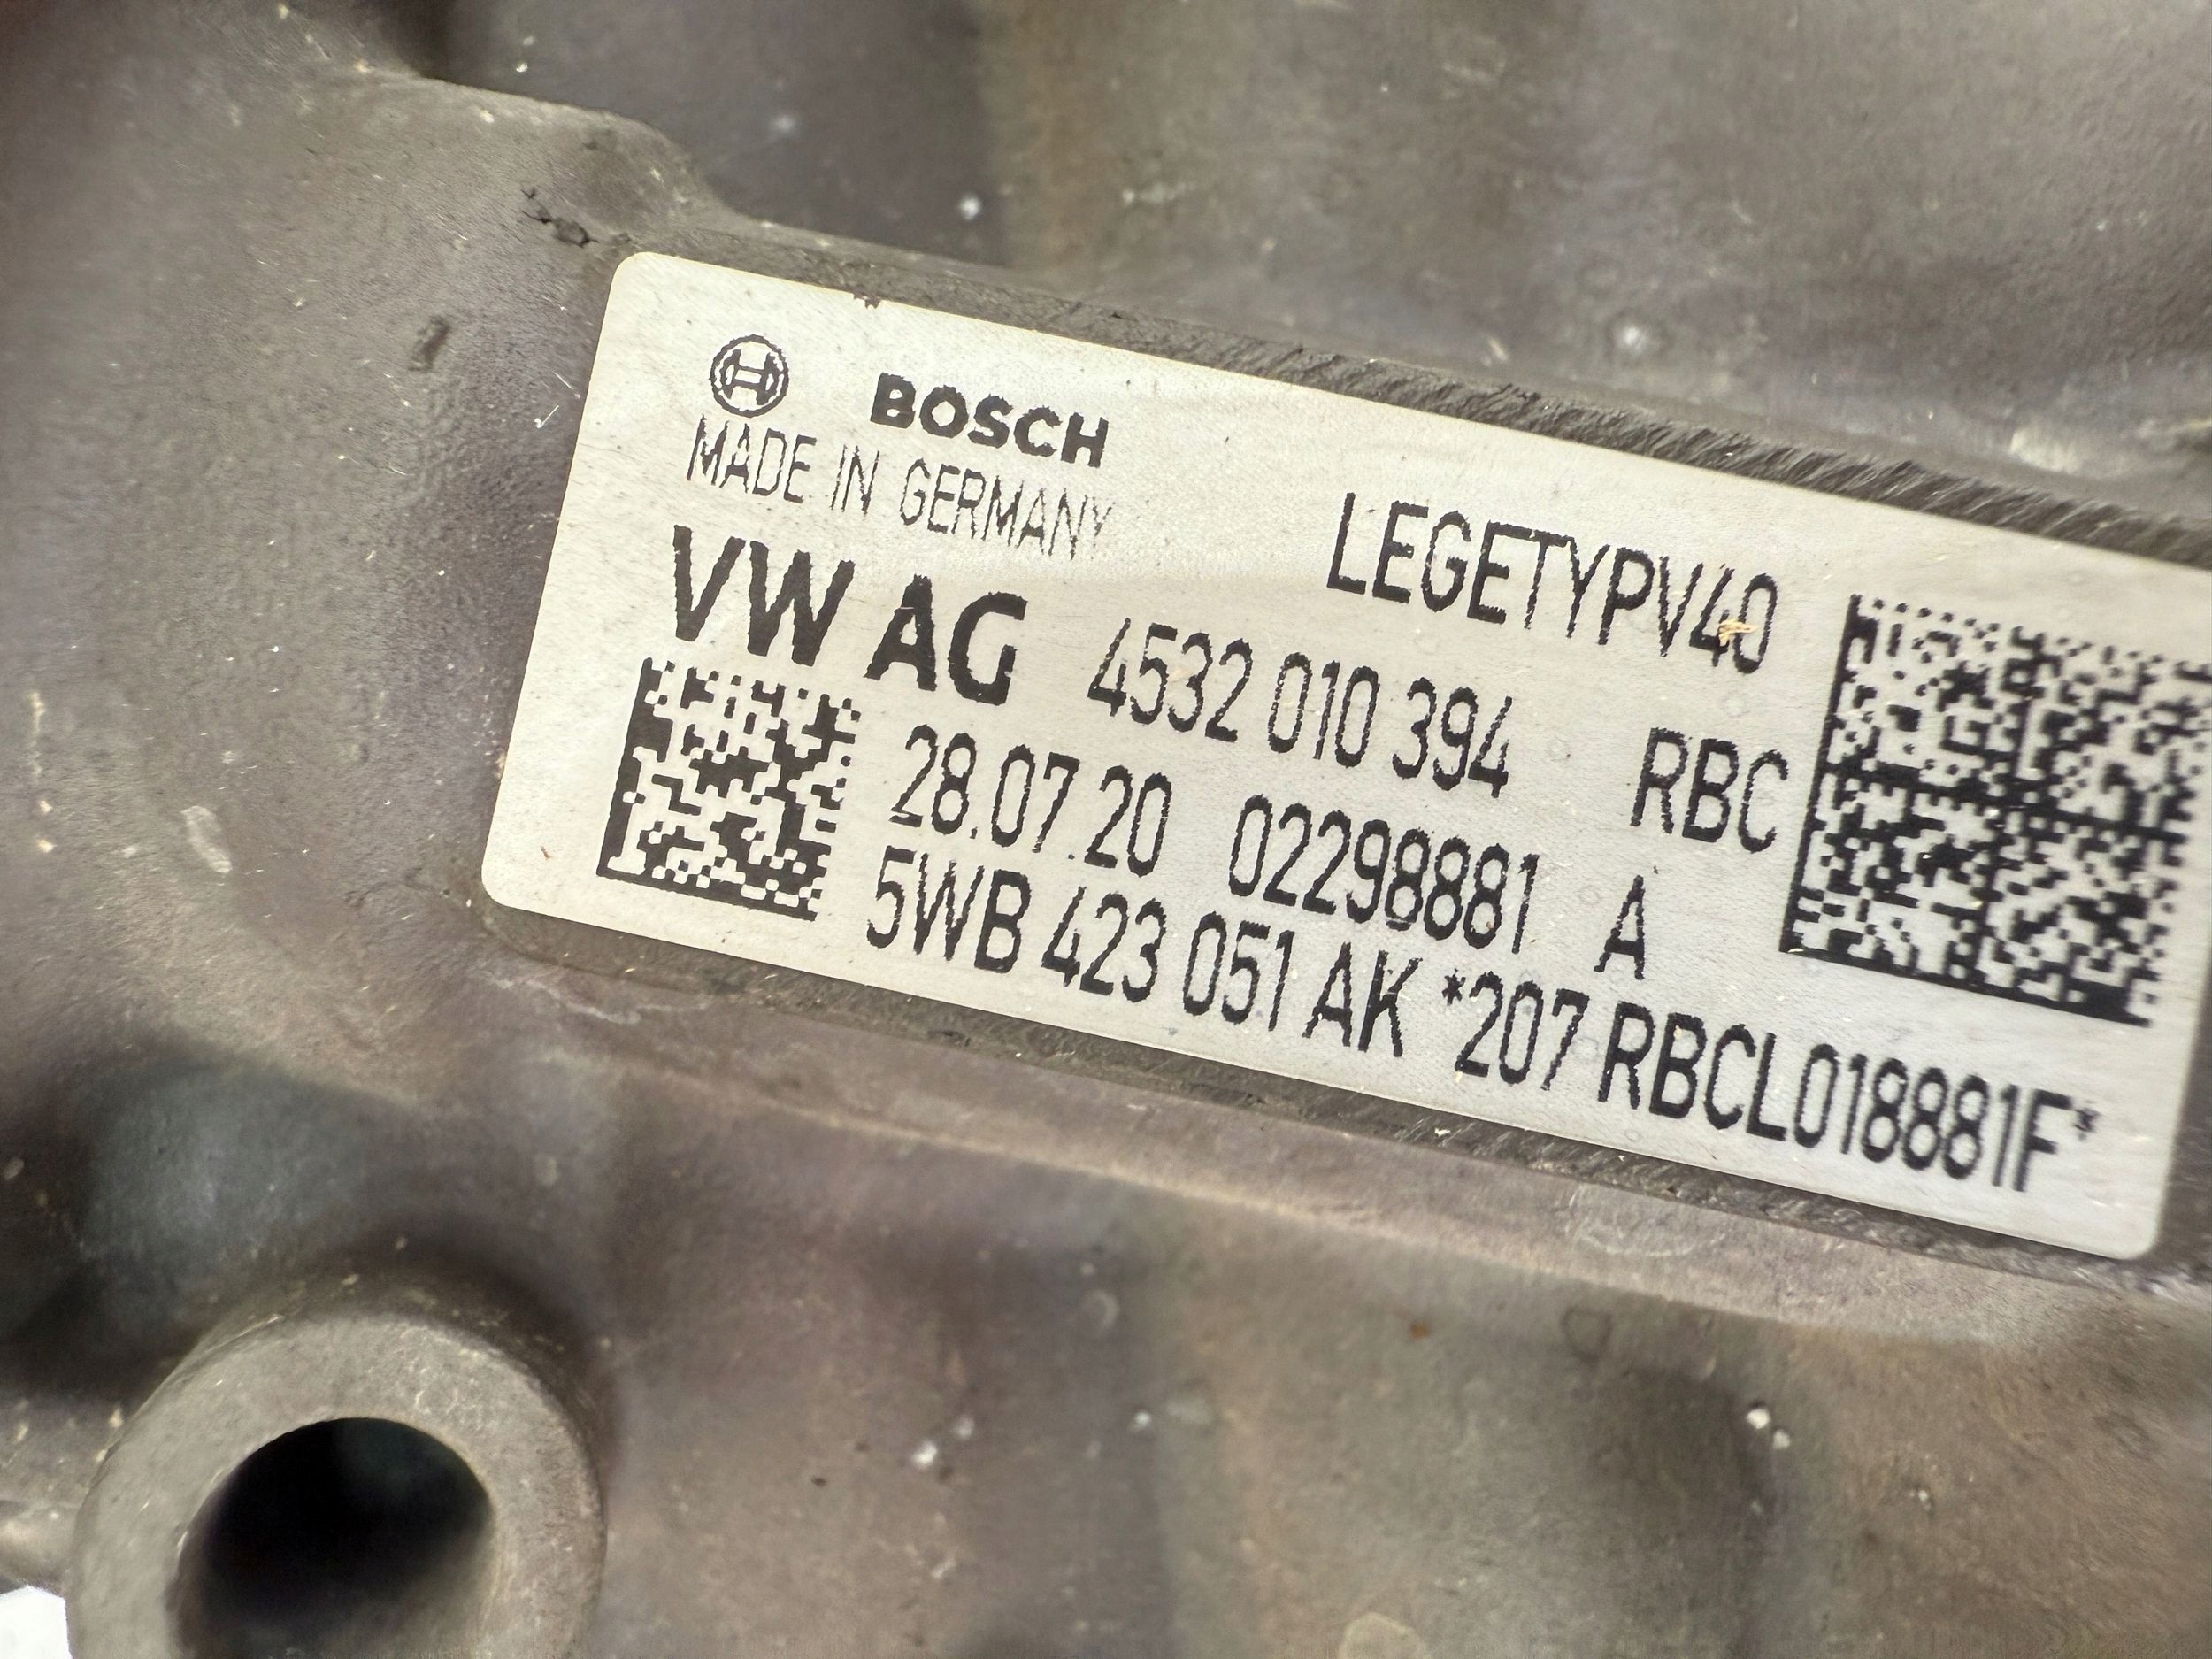 BOSCH
MADE IN GERMANY
LEGETYPV40
VW AG 4532 010 394 RBC
28.07.20 02298881 A
5WB 423 051 AK *207 RBCL018881F*